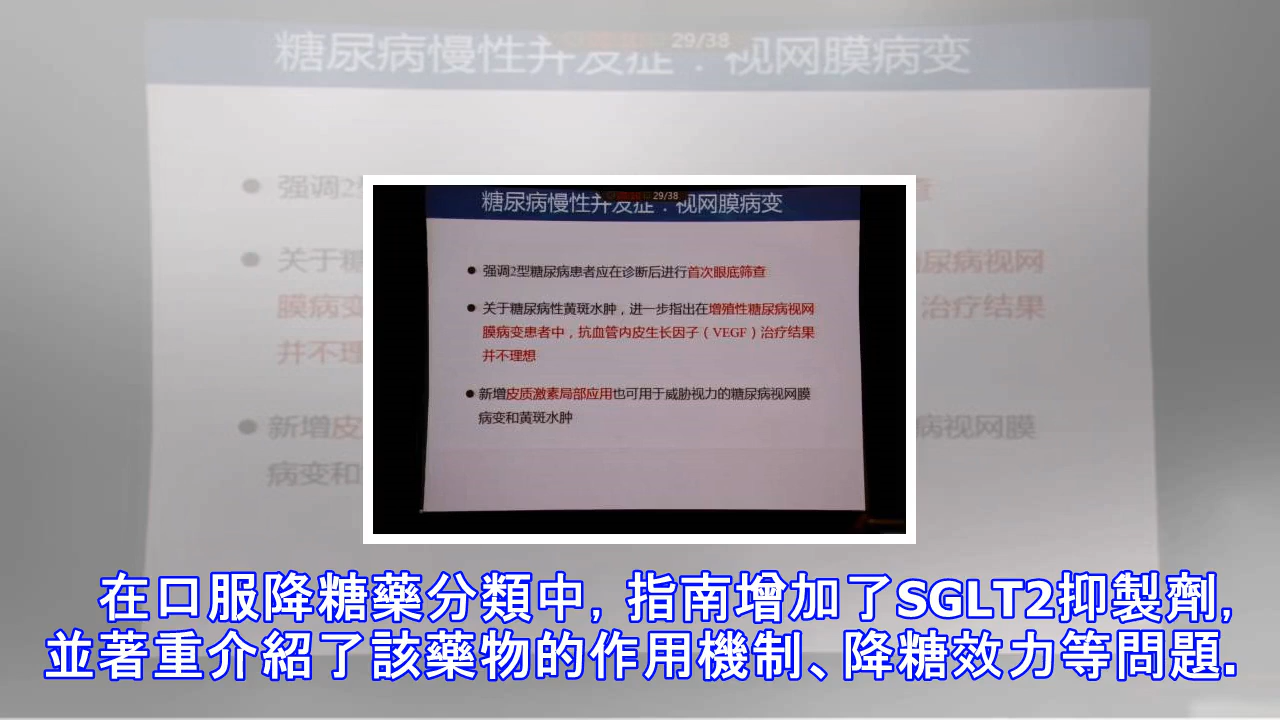 糖尿病慢性并发症：视网膜病变
29/38
强调2型糖尿病患者应在诊断后进行首次眼底筛查
关于糖尿病性黄斑水肿，进一步指出在增殖性糖尿病视网
膜病变患者中，抗血管内皮生长因子（VEGF）治疗结果
并不理想
新增皮质激素局部应用也可用于威胁视力的糖尿病视网膜
病变和黄斑水肿
在口服降糖藥分類中,指南增加了SGLT2抑製劑,
並著重介紹了該藥物的作用機制、降糖效力等問題.